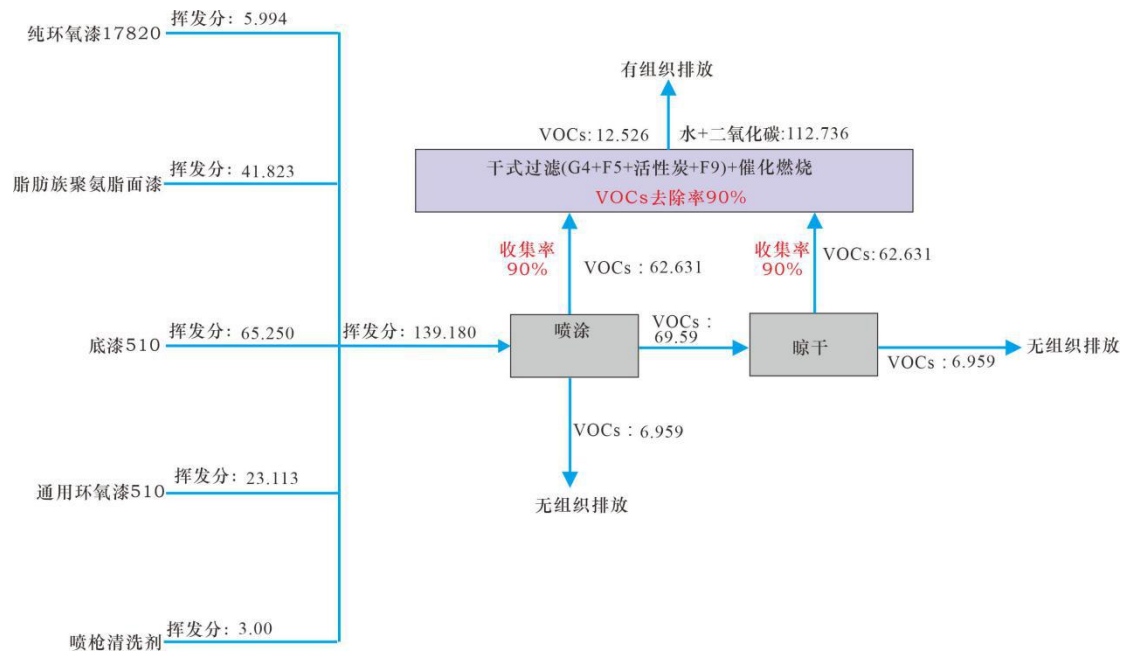 纯环氧漆17820
挥发分: 5.994
脂肪族聚氨脂面漆
挥发分: 41.823
底漆510
挥发分: 65.250
挥发分: 139.180
通用环氧漆510
挥发分: 23.113
喷枪清洗剂
挥发分: 3.00
有组织排放
VOCs:12.526
水+二氧化碳:112.736
干式过滤(G4+F5+活性炭+F9)+催化燃烧
VOCs去除率90%
收集率
90%
VOCs : 62.631
收集率
90%
VOCs: 62.631
喷涂
VOCs :
69.59
晾干
VOCs : 6.959
无组织排放
VOCs : 6.959
无组织排放